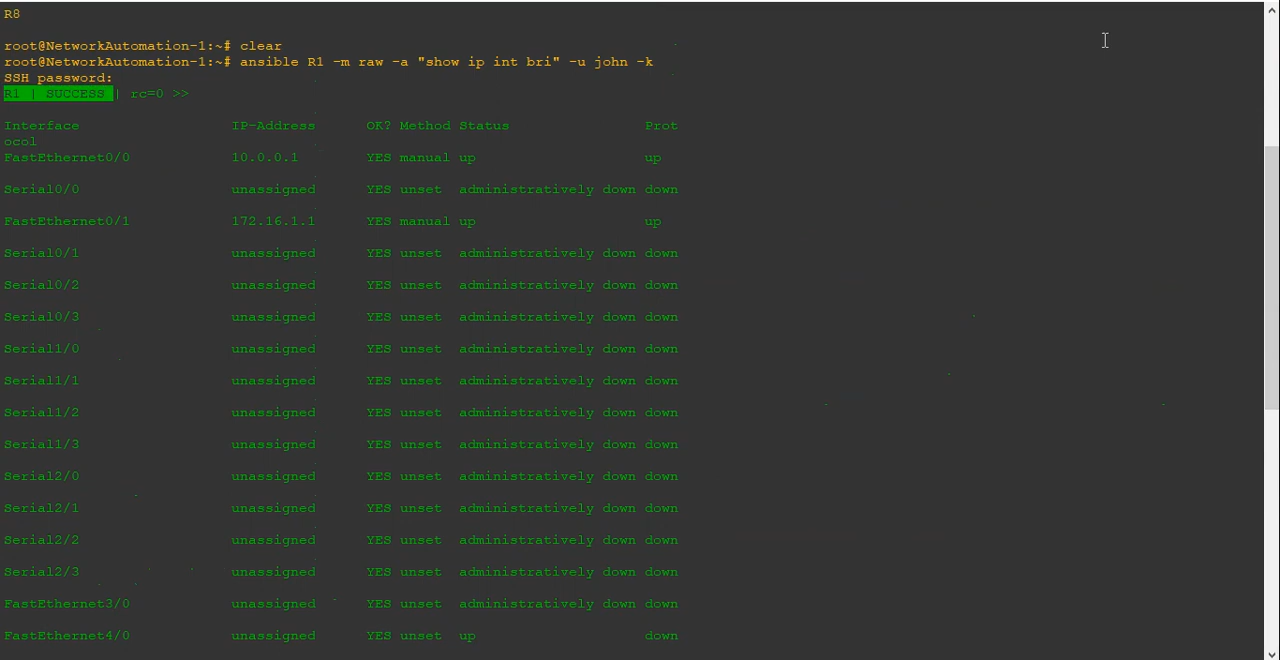 R8
root@NetworkAutomation-1:~# clear
root@NetworkAutomation-1:~# ansible R1 -m raw -a "show ip int bri" -u john -k
SSH password:
R1 | SUCCESS | rc=0 >>
Interface IP-Address OK? Method Status Prot
ocol
FastEthernet0/0 10.0.0.1 YES manual up up
Serial0/0 unassigned YES unset administratively down down
FastEthernet0/1 172.16.1.1 YES manual up up
Serial0/1 unassigned YES unset administratively down down
Serial0/2 unassigned YES unset administratively down down
Serial0/3 unassigned YES unset administratively down down
Serial1/0 unassigned YES unset administratively down down
Serial1/1 unassigned YES unset administratively down down
Serial1/2 unassigned YES unset administratively down down
Serial1/3 unassigned YES unset administratively down down
Serial2/0 unassigned YES unset administratively down down
Serial2/1 unassigned YES unset administratively down down
Serial2/2 unassigned YES unset administratively down down
Serial2/3 unassigned YES unset administratively down down
FastEthernet3/0 unassigned YES unset administratively down down
FastEthernet4/0 unassigned YES unset up down